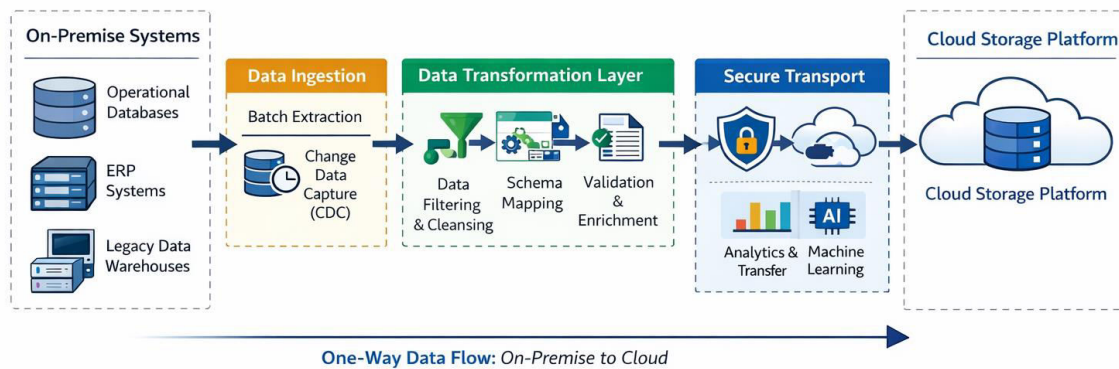 On-Premise Systems
Operational
Databases
ERP
Systems
Legacy Data
Warehouses
Data Ingestion
Batch Extraction
Change
Data
Capture
(CDC)
Data Transformation Layer
Data
Filtering
& Cleansing
Schema
Mapping
Validation
&
Enrichment
Secure Transport
Analytics &
Transfer
AI
Machine
Learning
Cloud Storage Platform
Cloud Storage Platform
One-Way Data Flow: On-Premise to Cloud